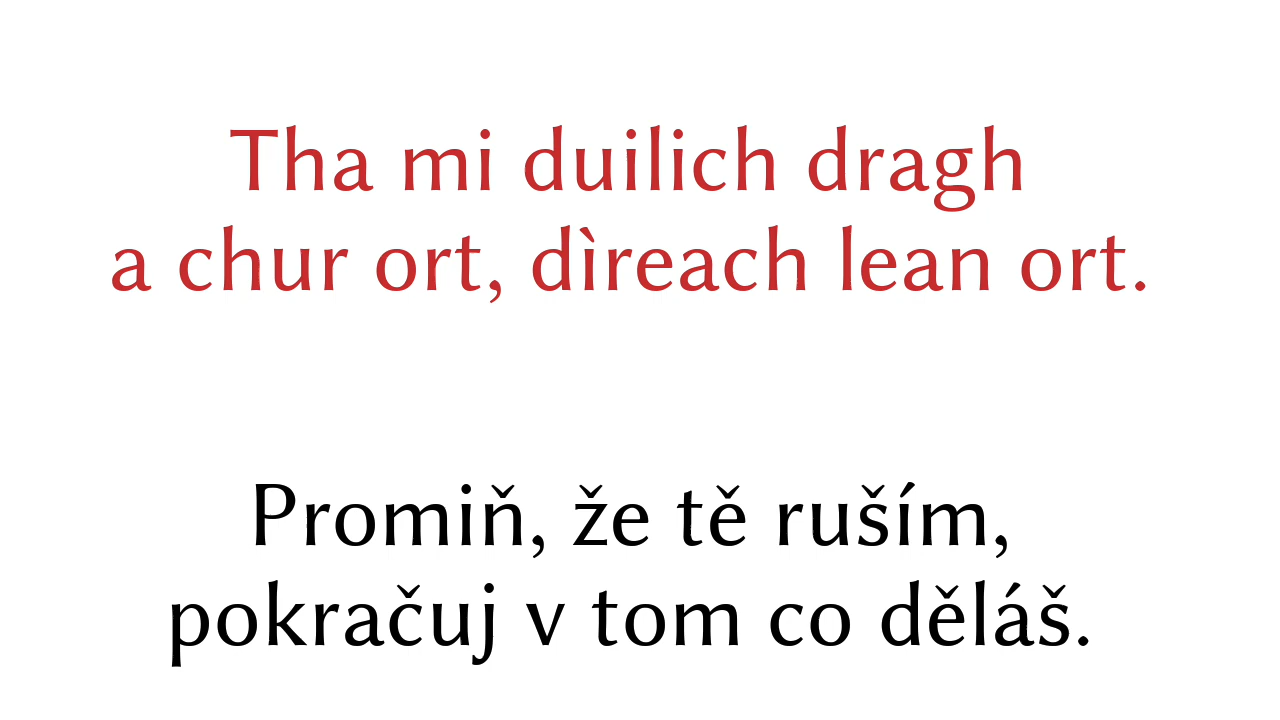 Tha mi duilich dragh
a chur ort, dìreach lean ort.
Promiň, že tě ruším,
pokračuj v tom co děláš.